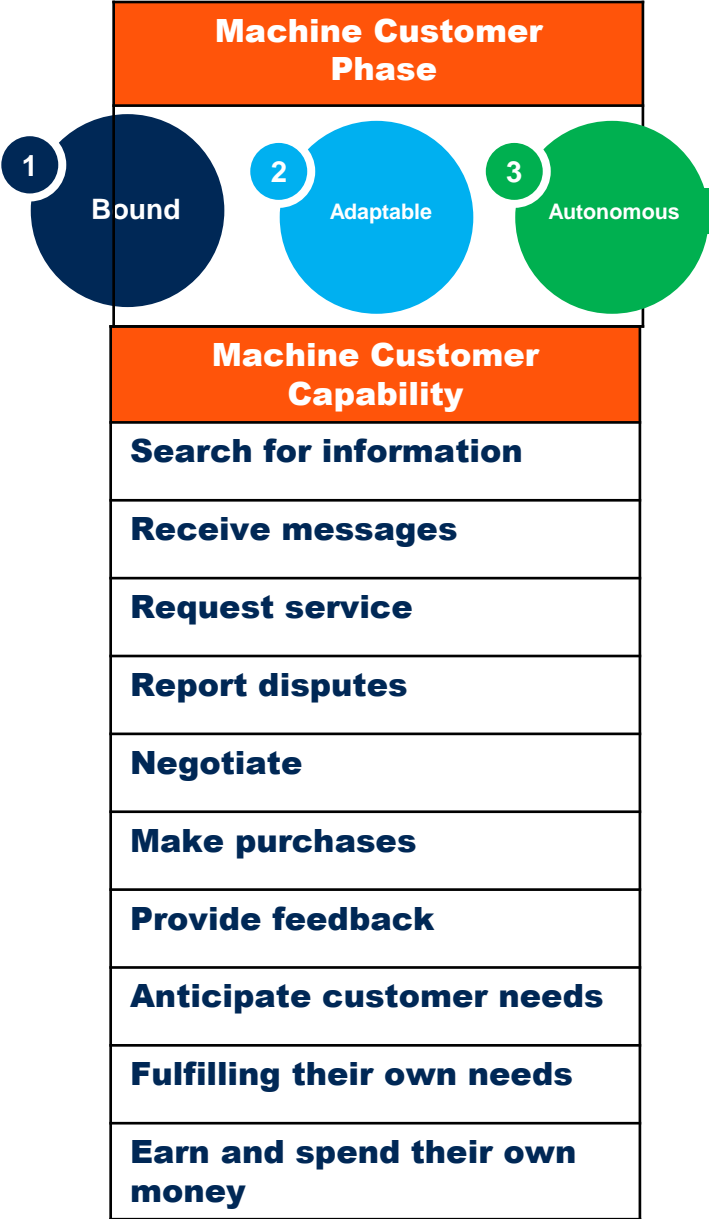 Machine Customer
Phase
1
Bound
2
Adaptable
3
Autonomous
Machine Customer
Capability
Search for information
Receive messages
Request service
Report disputes
Negotiate
Make purchases
Provide feedback
Anticipate customer needs
Fulfilling their own needs
Earn and spend their own
money